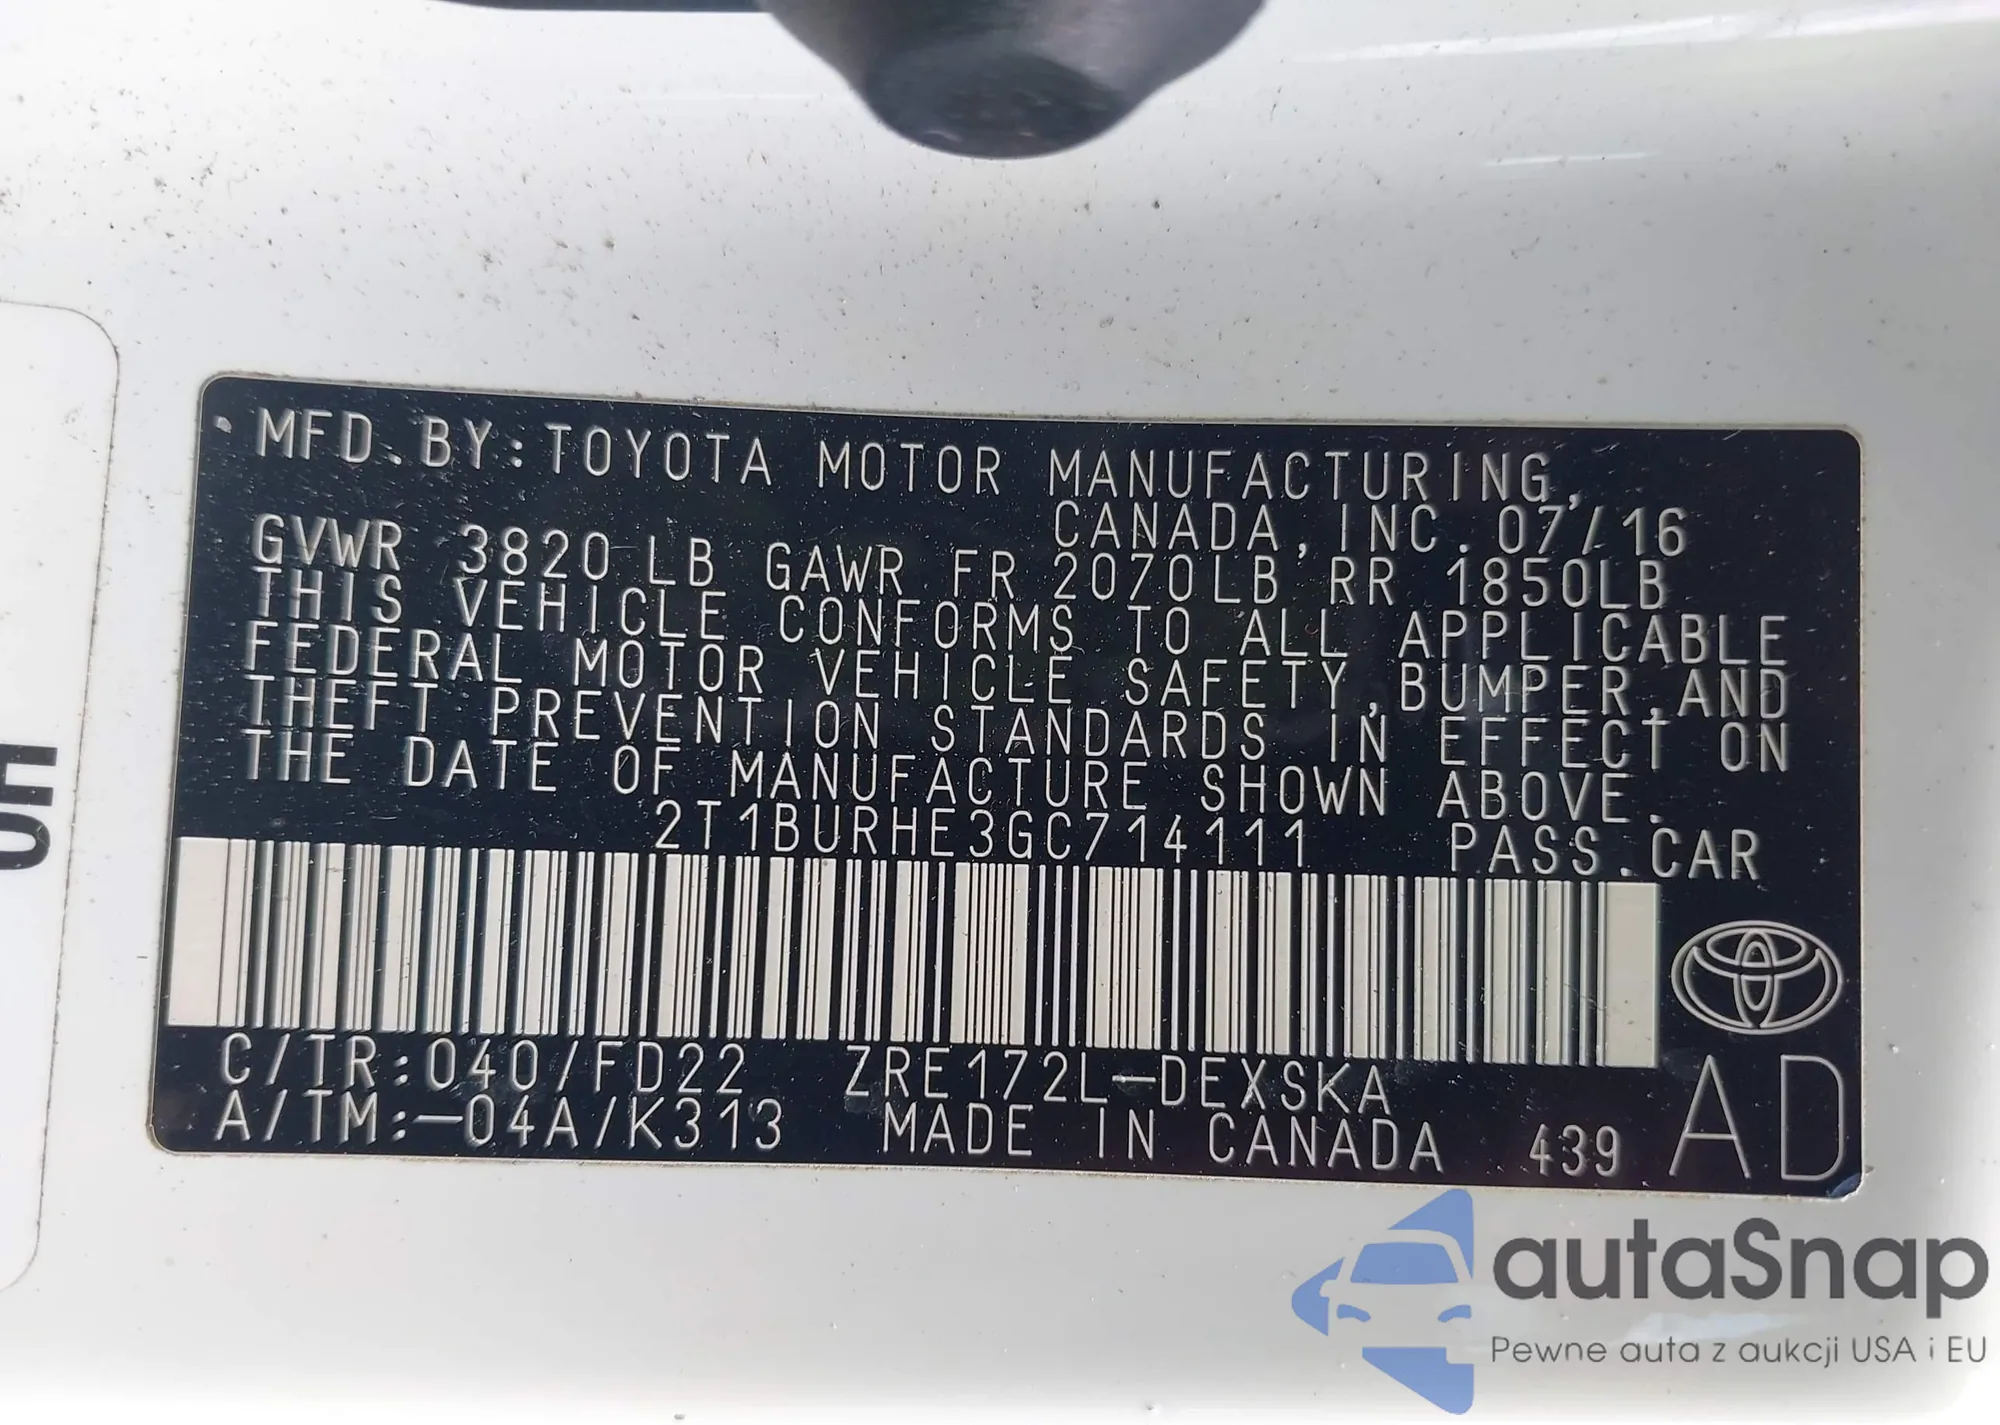 MFD.BY:TOYOTA MOTOR MANUFACTURING,
CANADA,INC.07/16
GVWR 3820LB GAWR FR 2070LB RR 1850LB
THIS VEHICLE CONFORMS TO ALL APPLICABLE
FEDERAL MOTOR VEHICLE SAFETY,BUMPER,AND
THEFT PREVENTION STANDARDS IN EFFECT ON
THE DATE OF MANUFACTURE SHOWN ABOVE.
2T1BURHE3GC714111 PASS.CAR
C/TR:040/FD22 ZRE172L-DEXSKA
A/TM:-04A/K313 MADE IN CANADA 439 AD
autaSnap
Pewne auta z aukcji USA i EU